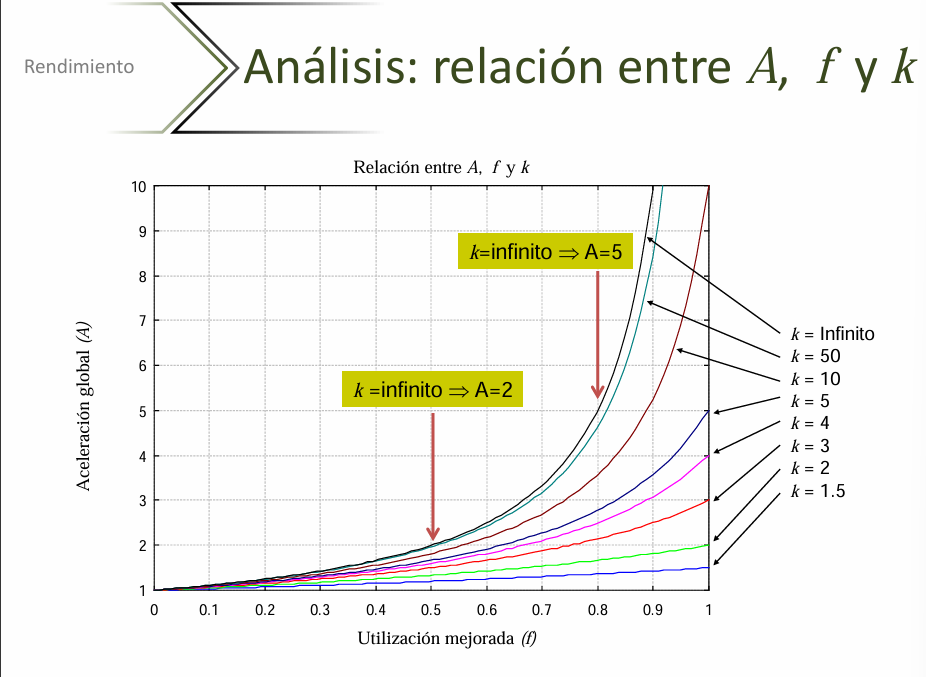 Rendimiento
Análisis: relación entre A, f y k
Relación entre A, f y k
10
9
8
7
6
5
4
3
2
1
Aceleración global (A)
k=infinito ⇒ A=5
k =infinito ⇒ A=2
k = Infinito
k = 50
k = 10
k = 5
k = 4
k = 3
k = 2
k = 1.5
0 0.1 0.2 0.3 0.4 0.5 0.6 0.7 0.8 0.9 1
Utilización mejorada (f)